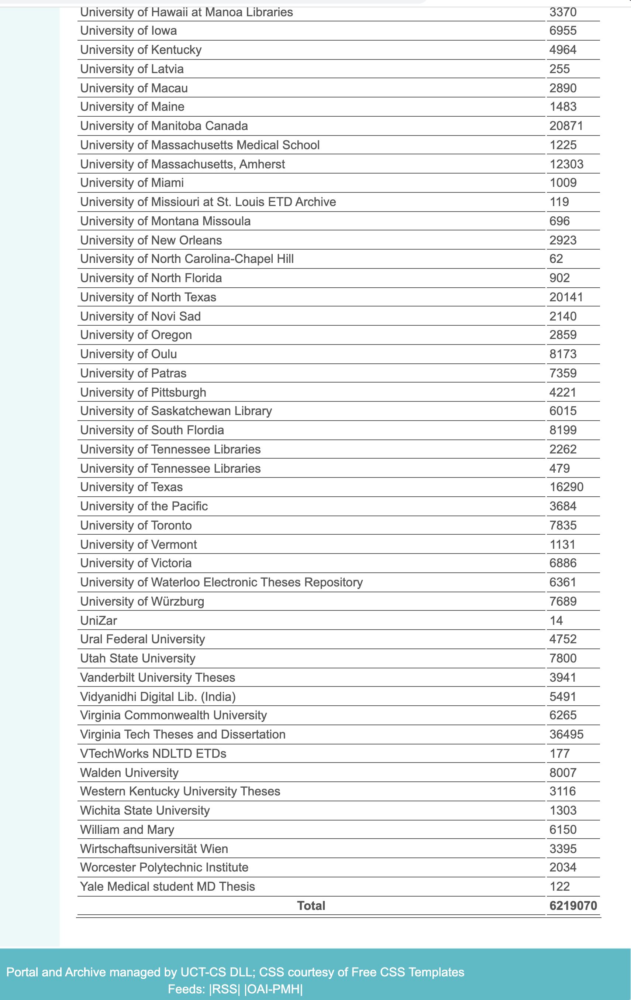 University of Hawaii at Manoa Libraries 3370
University of Iowa 6955
University of Kentucky 4964
University of Latvia 255
University of Macau 2890
University of Maine 1483
University of Manitoba Canada 20871
University of Massachusetts Medical School 1225
University of Massachusetts, Amherst 12303
University of Miami 1009
University of Missiouri at St. Louis ETD Archive 119
University of Montana Missoula 696
University of New Orleans 2923
University of North Carolina-Chapel Hill 62
University of North Florida 902
University of North Texas 20141
University of Novi Sad 2140
University of Oregon 2859
University of Oulu 8173
University of Patras 7359
University of Pittsburgh 4221
University of Saskatchewan Library 6015
University of South Flordia 8199
University of Tennessee Libraries 2262
University of Tennessee Libraries 479
University of Texas 16290
University of the Pacific 3684
University of Toronto 7835
University of Vermont 1131
University of Victoria 6886
University of Waterloo Electronic Theses Repository 6361
University of Würzburg 7689
UniZar 14
Ural Federal University 4752
Utah State University 7800
Vanderbilt University Theses 3941
Vidyanidhi Digital Lib. (India) 5491
Virginia Commonwealth University 6265
Virginia Tech Theses and Dissertation 36495
VTechWorks NDLTD ETDs 177
Walden University 8007
Western Kentucky University Theses 3116
Wichita State University 1303
William and Mary 6150
Wirtschaftsuniversität Wien 3395
Worcester Polytechnic Institute 2034
Yale Medical student MD Thesis 122
Total 6219070
Portal and Archive managed by UCT-CS DLL; CSS courtesy of Free CSS Templates
Feeds: |RSS| |OAI-PMH|